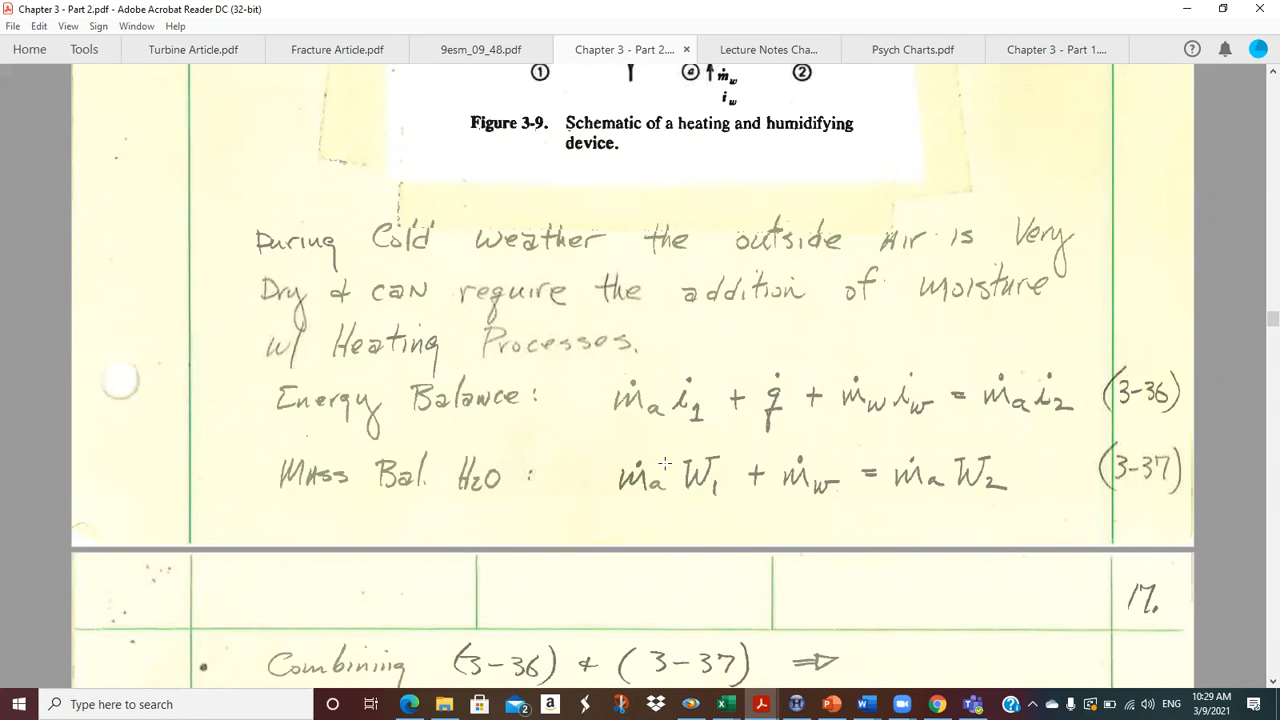 Chapter 3 - Part 2.pdf - Adobe Acrobat Reader DC (32-bit)
File Edit View Sign Window Help
Home Tools Turbine Article.pdf Fracture Article.pdf 9esm_09_48.pdf Chapter 3 - Part 2.... × Lecture Notes Cha... Psych Charts.pdf Chapter 3 - Part 1....
① ⓐ ṁw ②
iw
Figure 3-9. Schematic of a heating and humidifying
device.
During Cold weather the outside Air is Very
Dry & can require the addition of moisture
w/ Heating Processes.
Energy Balance: ṁa i1 + q̇ + ṁw iw = ṁa i2 (3-36)
Mass Bal. H2O : ṁa W1 + ṁw = ṁa W2 (3-37)
17.
• Combining (3-36) & (3-37) ⇒
Type here to search
2
10:29 AM
3/9/2021